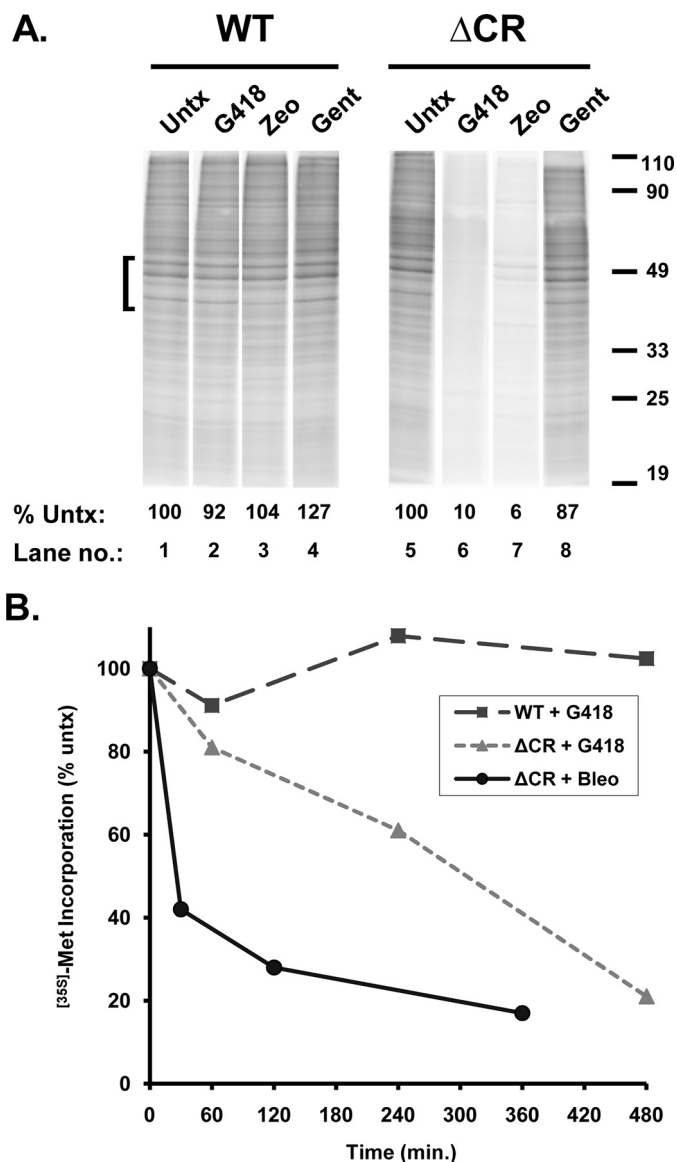 A. WT ΔCR
Untx G418 Zeo Gent Untx G418 Zeo Gent
110
90
49
33
25
19
% Untx: 100 92 104 127 100 10 6 87
Lane no.: 1 2 3 4 5 6 7 8
B.
[35S]-Met Incorporation (% untx)
100
80
60
40
20
0
WT + G418
ΔCR + G418
ΔCR + Bleo
0 60 120 180 240 300 360 420 480
Time (min.)